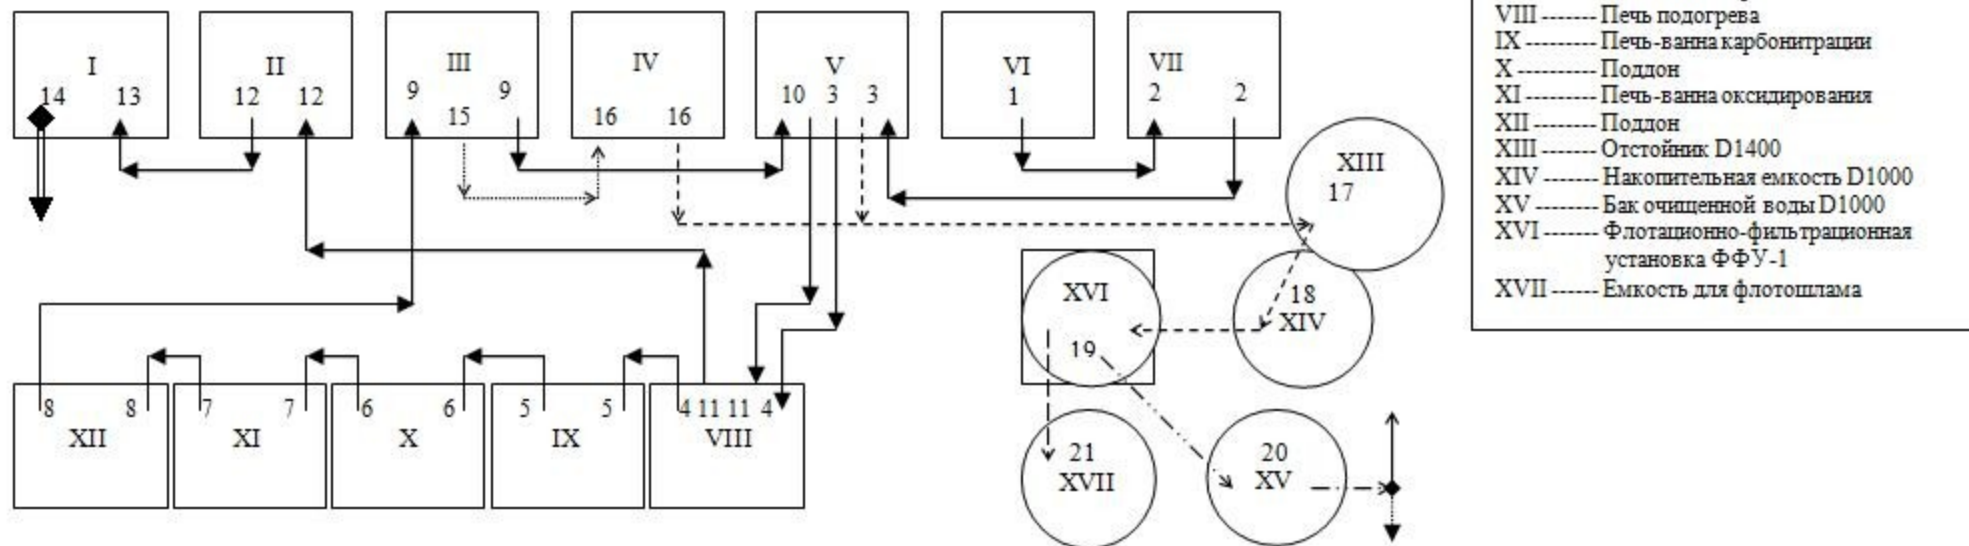 I
II
III
IV
V
VI
VII
14 13
12 12
9 9
15
16 16
10 3 3
1
2 2
XIII
17
XVI
19
18
XIV
8 8
XII
7 7
XI
6 6
X
5 5
IX
4 11 11 4
VIII
21
XVII
20
XV
VIII ------- Печь подогрева
IX --------- Печь-ванна карбонитрации
X ---------- Поддон
XI --------- Печь-ванна оксидирования
XII -------- Поддон
XIII ------- Отстойник D1400
XIV -------- Накопительная емкость D1000
XV --------- Бак очищенной воды D1000
XVI -------- Флотационно-фильтрационная
установка ФФУ-1
XVII ------ Емкость для флотошлама